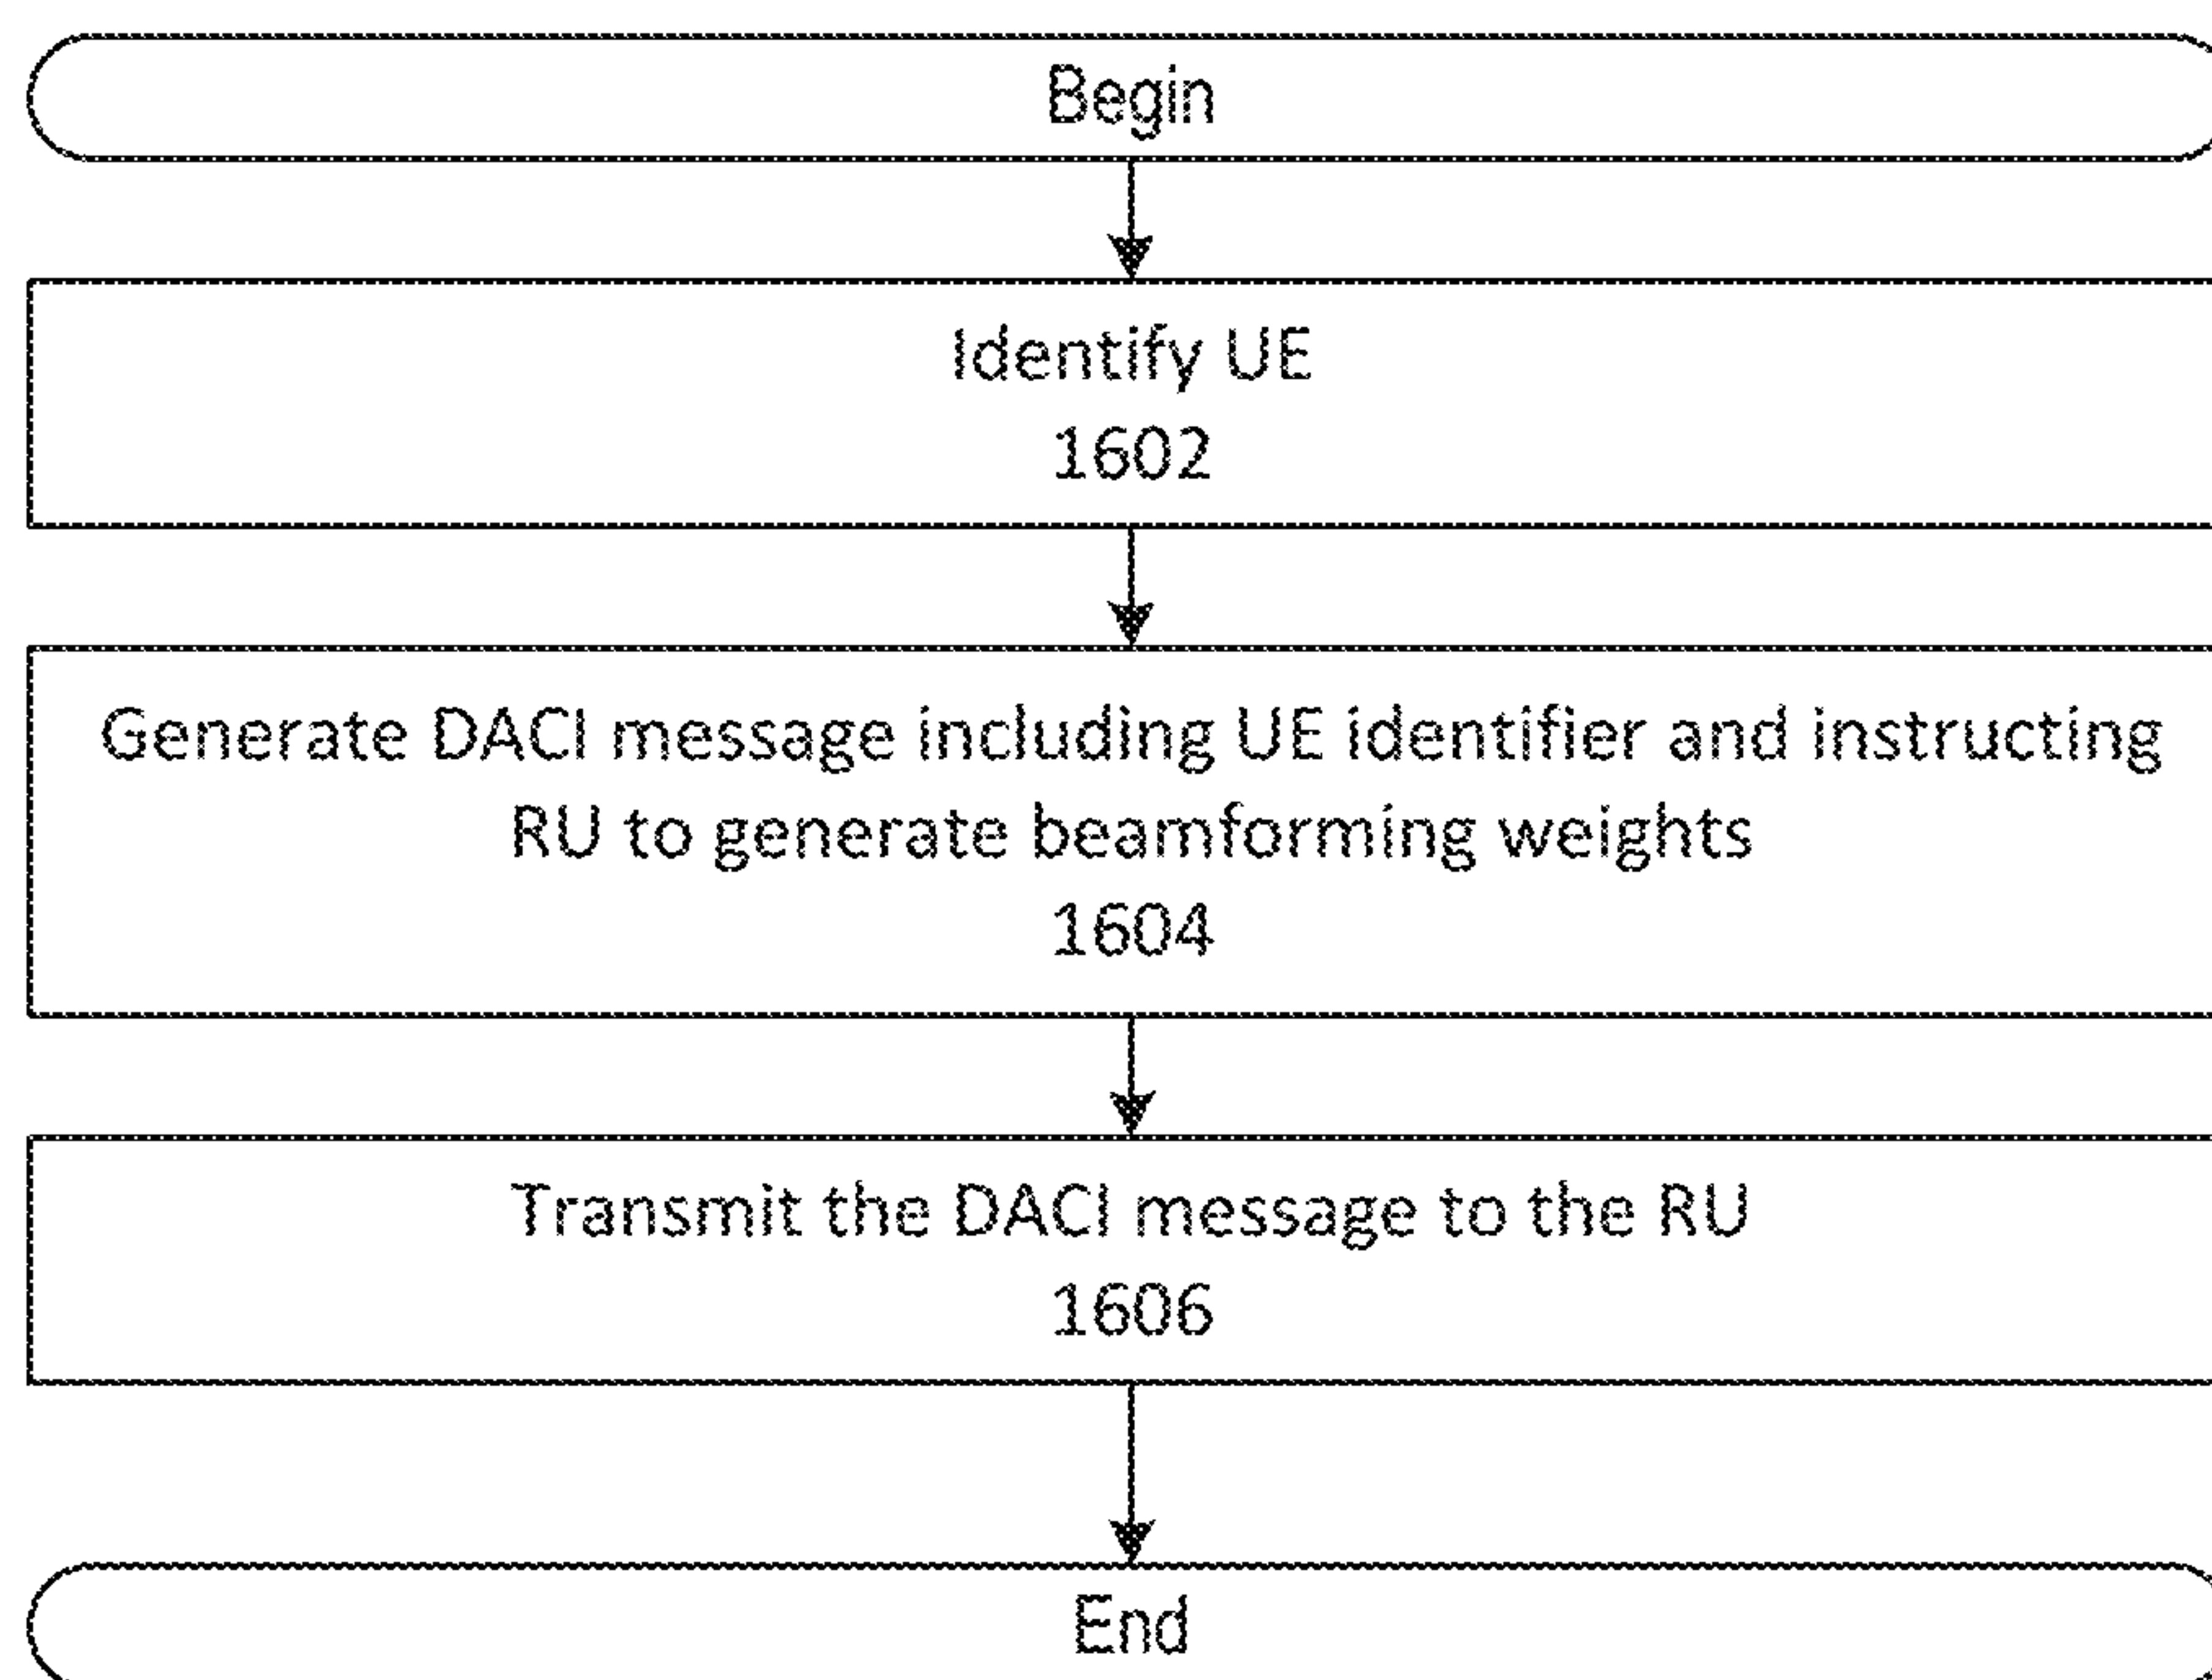 Begin
Identify UE
1602
Generate DACI message including UE identifier and instructing
RU to generate beamforming weights
1604
Transmit the DACI message to the RU
1606
End